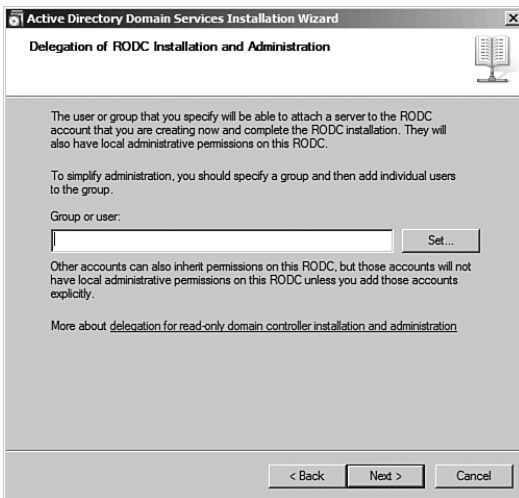 Active Directory Domain Services Installation Wizard
Delegation of RODC Installation and Administration
The user or group that you specify will be able to attach a server to the RODC
account that you are creating now and complete the RODC installation. They will
also have local administrative permissions on this RODC.
To simplify administration, you should specify a group and then add individual users
to the group.
Group or user:
Set...
Other accounts can also inherit permissions on this RODC, but those accounts will not
have local administrative permissions on this RODC unless you add those accounts
explicitly.
More about delegation for read-only domain controller installation and administration
< Back Next > Cancel